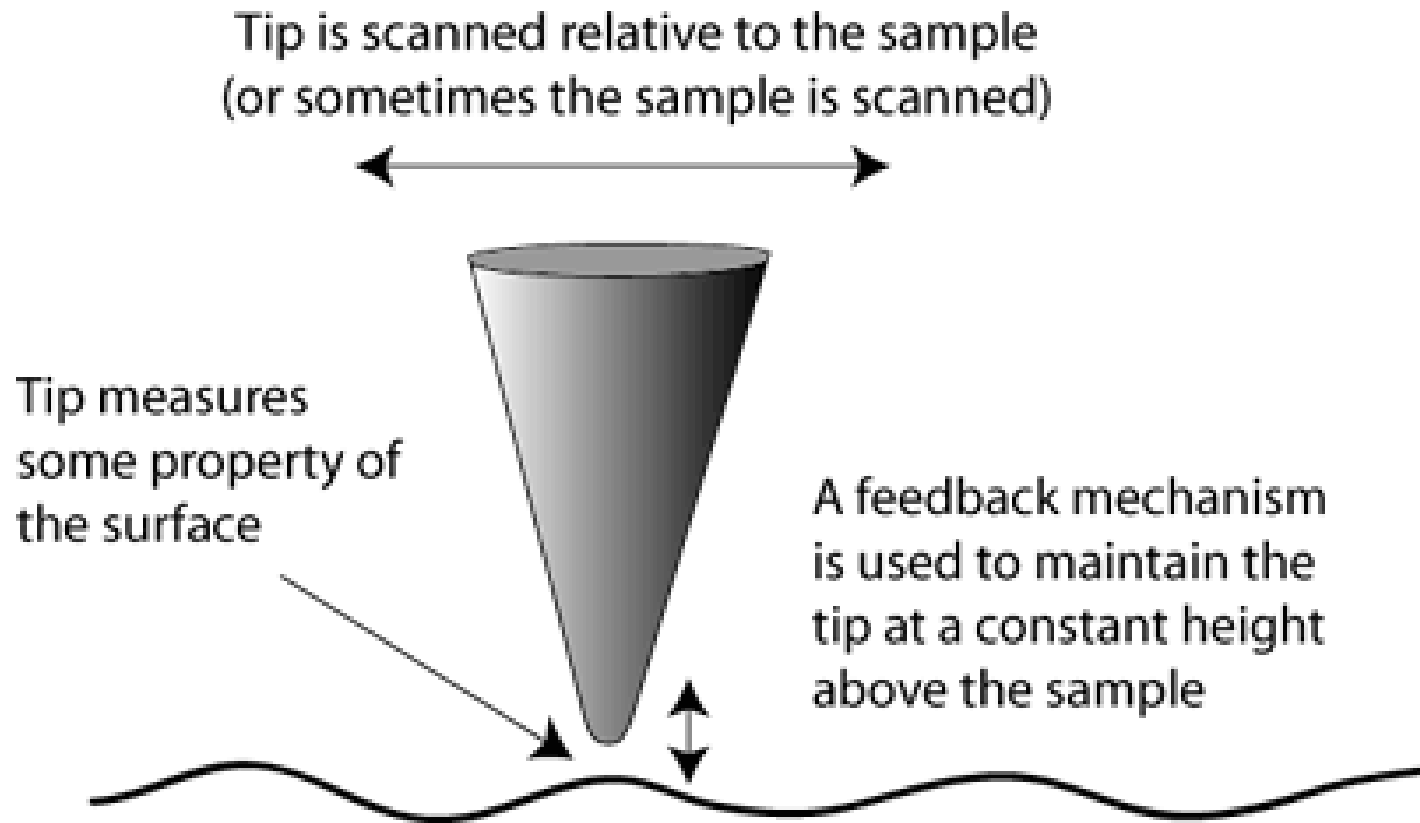 Tip is scanned relative to the sample
(or sometimes the sample is scanned)
Tip measures
some property of
the surface
A feedback mechanism
is used to maintain the
tip at a constant height
above the sample